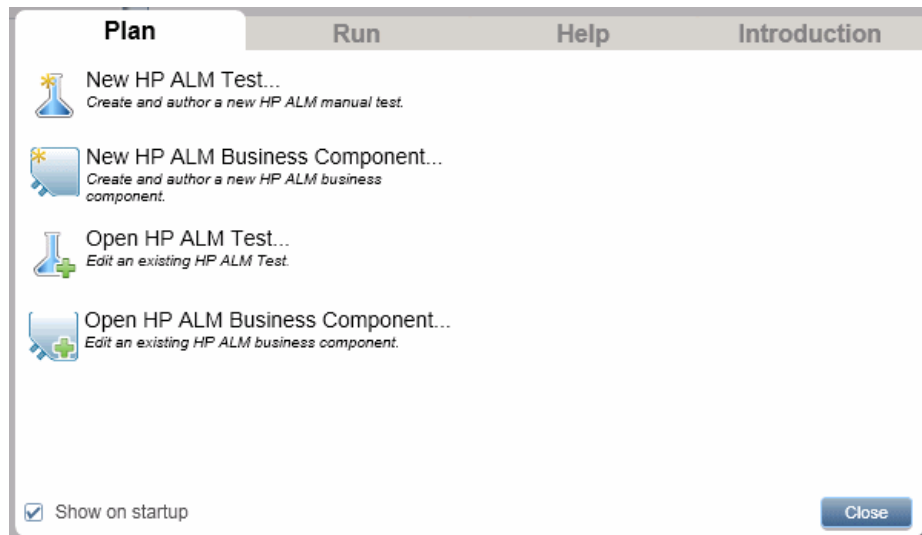 Plan Run Help Introduction
New HP ALM Test...
Create and author a new HP ALM manual test.
New HP ALM Business Component...
Create and author a new HP ALM business
component.
Open HP ALM Test...
Edit an existing HP ALM Test.
Open HP ALM Business Component...
Edit an existing HP ALM business component.
Show on startup
Close